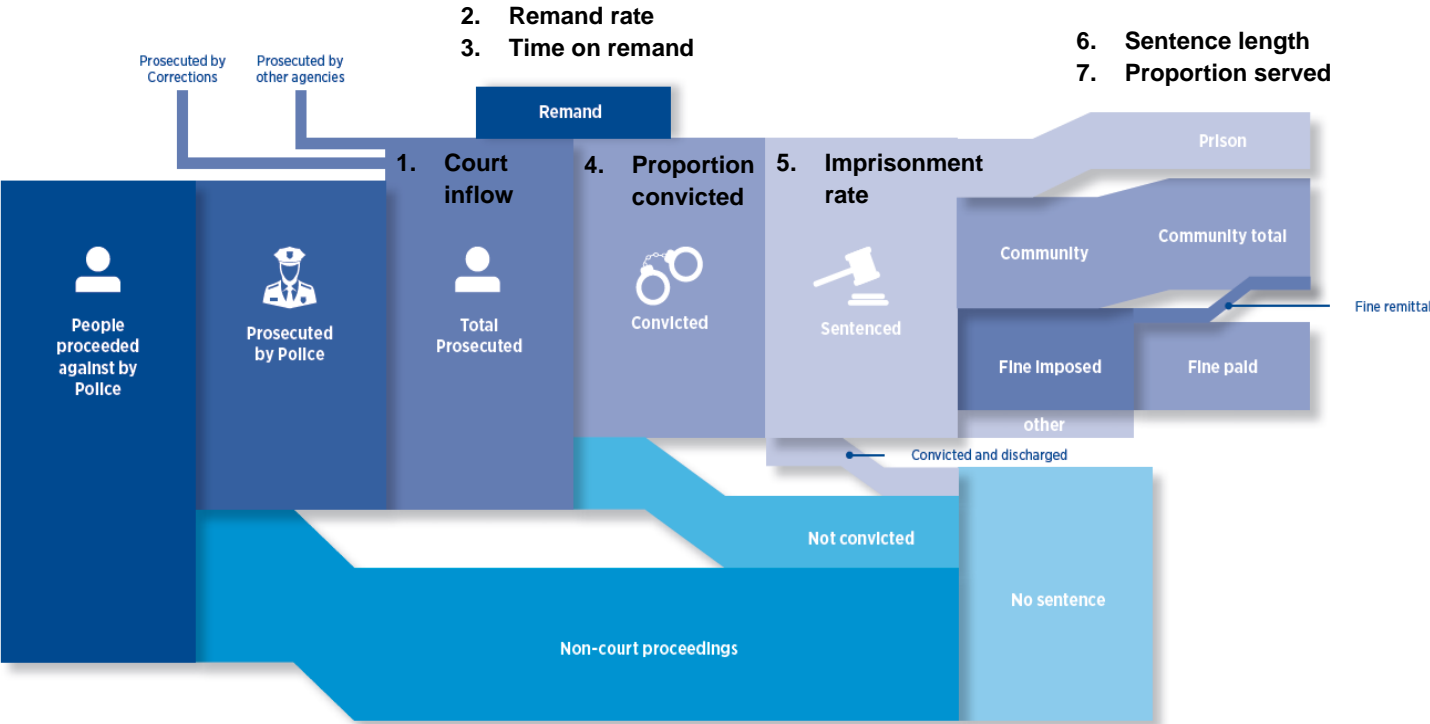 2. Remand rate
3. Time on remand
6. Sentence length
7. Proportion served
Prosecuted by
Corrections
Prosecuted by
other agencies
Remand
Prison
1. Court
inflow
4. Proportion
convicted
5. Imprisonment
rate
People
proceeded
against by
Police
Prosecuted
by Police
Total
Prosecuted
Convicted
Sentenced
Community
Community total
Fine remittal
Fine imposed
Fine paid
other
Convicted and discharged
Not convicted
No sentence
Non-court proceedings